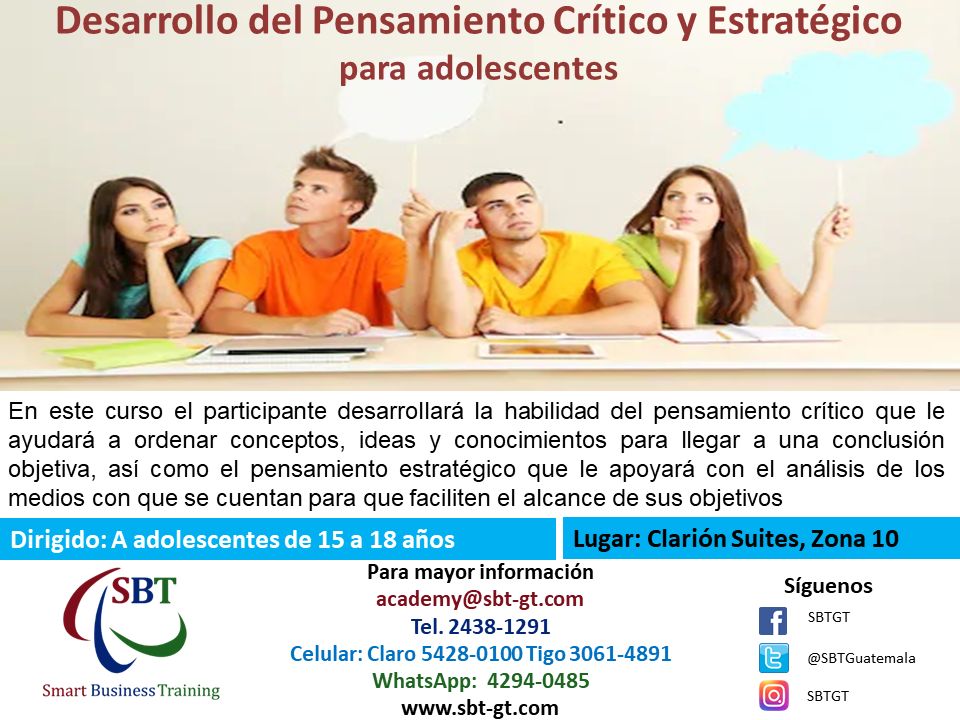 Desarrollo del Pensamiento Crítico y Estratégico
para adolescentes
En este curso el participante desarrollará la habilidad del pensamiento crítico que le
ayudará a ordenar conceptos, ideas y conocimientos para llegar a una conclusión
objetiva, así como el pensamiento estratégico que le apoyará con el análisis de los
medios con que se cuentan para que faciliten el alcance de sus objetivos
Dirigido: A adolescentes de 15 a 18 años
Lugar: Clarión Suites, Zona 10
SBT
Smart Business Training
Para mayor información
academy@sbt-gt.com
Tel. 2438-1291
Celular: Claro 5428-0100 Tigo 3061-4891
WhatsApp: 4294-0485
www.sbt-gt.com
Síguenos
SBTGT
@SBTGuatemala
SBTGT